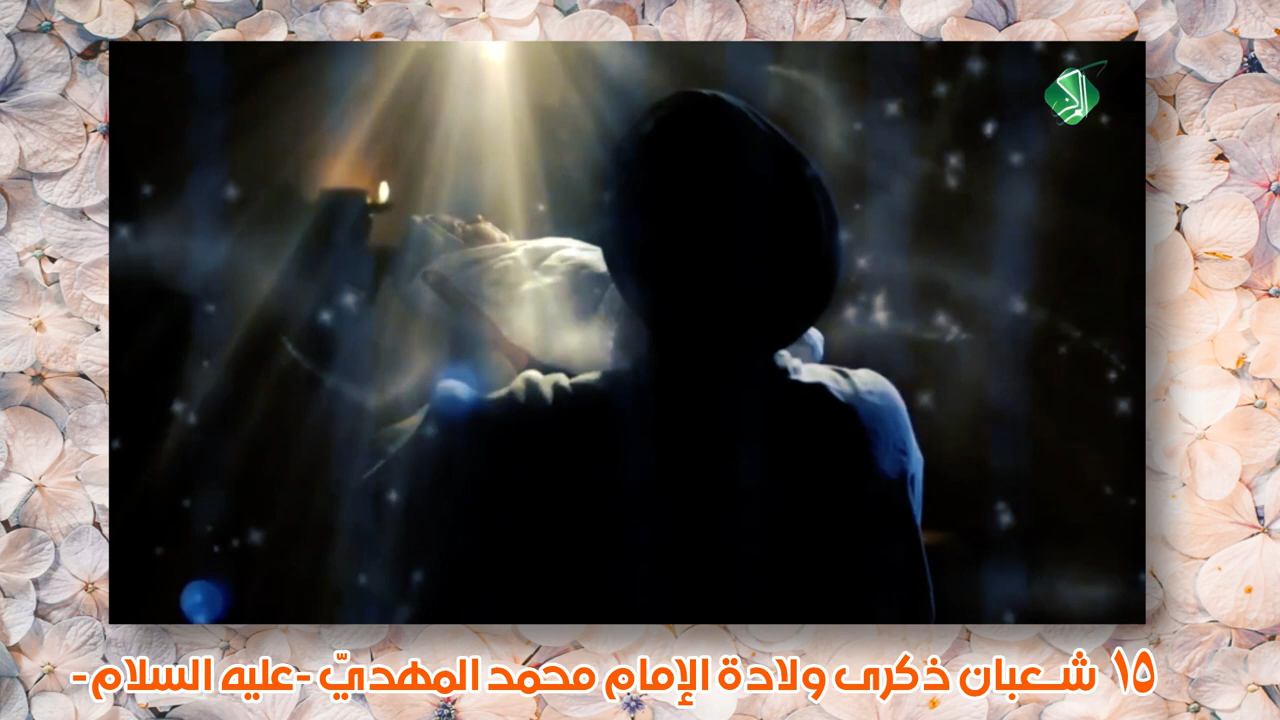 ١٥ شعبان ذكرى ولادة الإمام محمد المهديّ -عليه السلام-